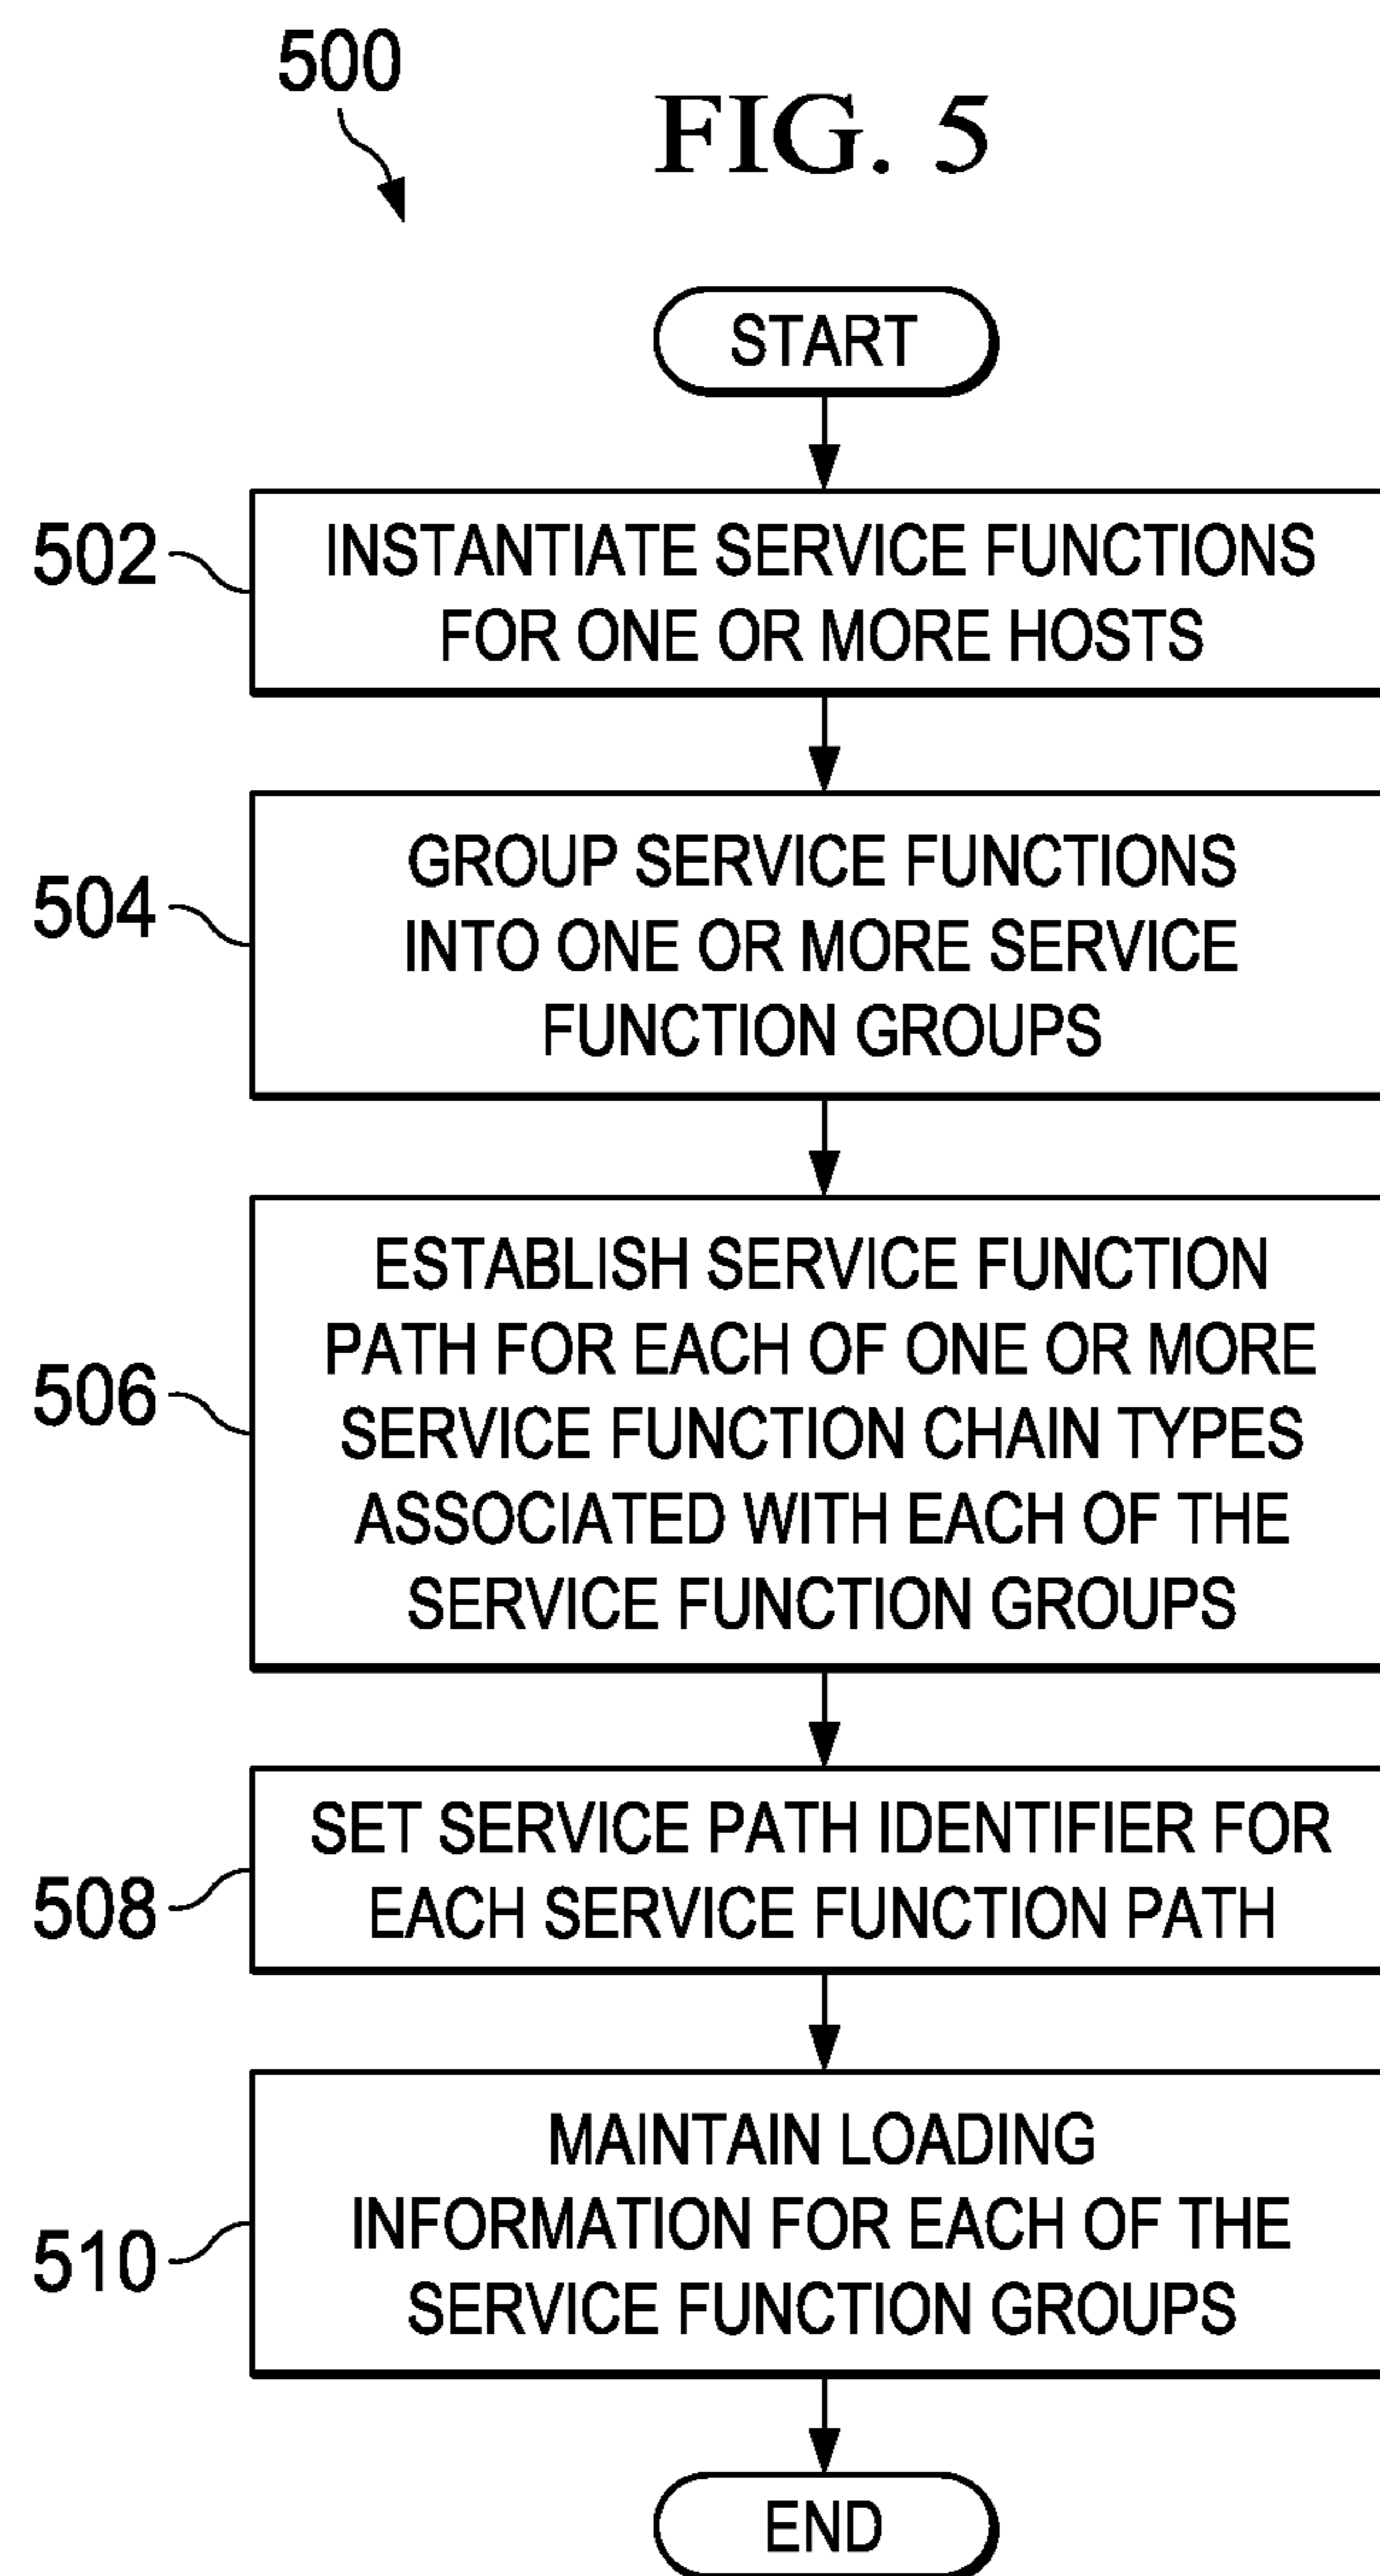 500
FIG. 5
START
502
INSTANTIATE SERVICE FUNCTIONS
FOR ONE OR MORE HOSTS
504
GROUP SERVICE FUNCTIONS
INTO ONE OR MORE SERVICE
FUNCTION GROUPS
506
ESTABLISH SERVICE FUNCTION
PATH FOR EACH OF ONE OR MORE
SERVICE FUNCTION CHAIN TYPES
ASSOCIATED WITH EACH OF THE
SERVICE FUNCTION GROUPS
508
SET SERVICE PATH IDENTIFIER FOR
EACH SERVICE FUNCTION PATH
510
MAINTAIN LOADING
INFORMATION FOR EACH OF THE
SERVICE FUNCTION GROUPS
END